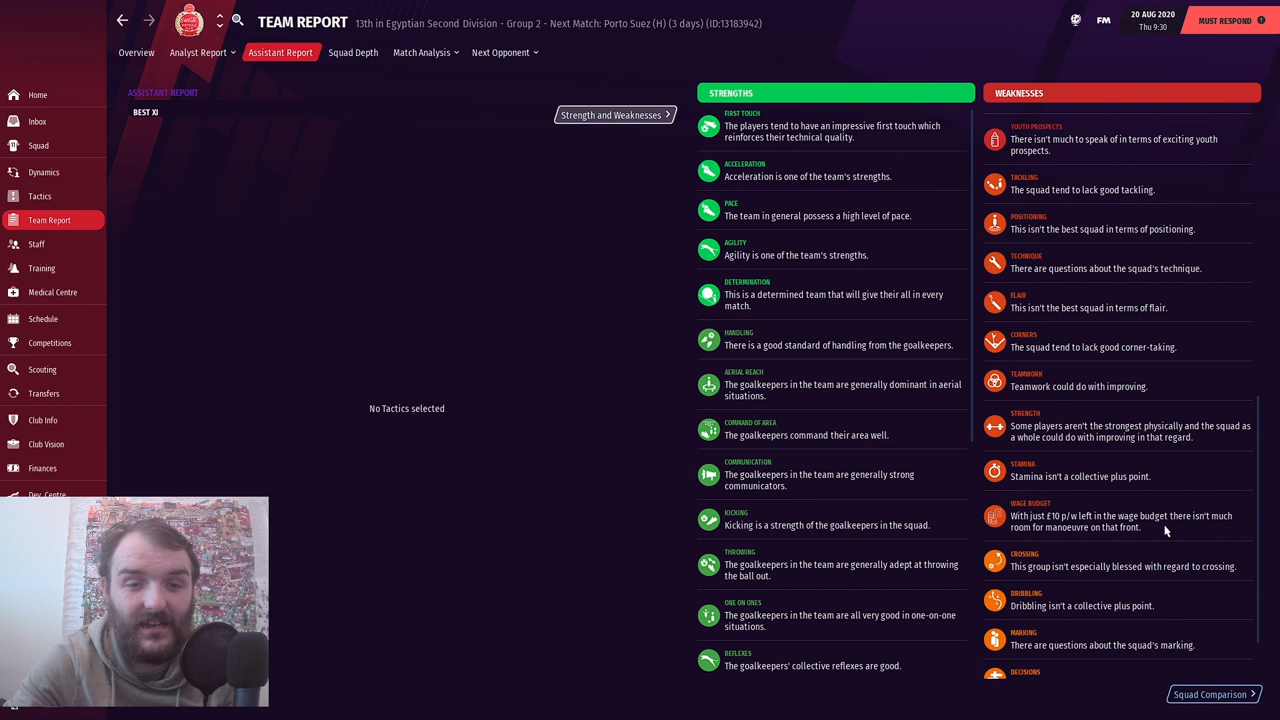 TEAM REPORT
13th in Egyptian Second Division - Group 2 - Next Match: Porto Suez (H) (3 days) (ID:13183942)
FM
20 AUG 2020
Thu 9:30
MUST RESPOND
Overview
Analyst Report
Assistant Report
Squad Depth
Match Analysis
Next Opponent
Home
Inbox
Squad
Dynamics
Tactics
Team Report
Staff
Training
Medical Centre
Schedule
Competitions
Scouting
Transfers
Club Info
Club Vision
Finances
Dev. Centre
ASSISTANT REPORT
BEST XI
Strength and Weaknesses
No Tactics selected
STRENGTHS
FIRST TOUCH
The players tend to have an impressive first touch which
reinforces their technical quality.
ACCELERATION
Acceleration is one of the team's strengths.
PACE
The team in general possess a high level of pace.
AGILITY
Agility is one of the team's strengths.
DETERMINATION
This is a determined team that will give their all in every
match.
HANDLING
There is a good standard of handling from the goalkeepers.
AERIAL REACH
The goalkeepers in the team are generally dominant in aerial
situations.
COMMAND OF AREA
The goalkeepers command their area well.
COMMUNICATION
The goalkeepers in the team are generally strong
communicators.
KICKING
Kicking is a strength of the goalkeepers in the squad.
THROWING
The goalkeepers in the team are generally adept at throwing
the ball out.
ONE ON ONES
The goalkeepers in the team are all very good in one-on-one
situations.
REFLEXES
The goalkeepers' collective reflexes are good.
WEAKNESSES
YOUTH PROSPECTS
There isn't much to speak of in terms of exciting youth
prospects.
TACKLING
The squad tend to lack good tackling.
POSITIONING
This isn't the best squad in terms of positioning.
TECHNIQUE
There are questions about the squad's technique.
FLAIR
This isn't the best squad in terms of flair.
CORNERS
The squad tend to lack good corner-taking.
TEAMWORK
Teamwork could do with improving.
STRENGTH
Some players aren't the strongest physically and the squad as
a whole could do with improving in that regard.
STAMINA
Stamina isn't a collective plus point.
WAGE BUDGET
With just £10 p/w left in the wage budget there isn't much
room for manoeuvre on that front.
CROSSING
This group isn't especially blessed with regard to crossing.
DRIBBLING
Dribbling isn't a collective plus point.
MARKING
There are questions about the squad's marking.
DECISIONS
Squad Comparison